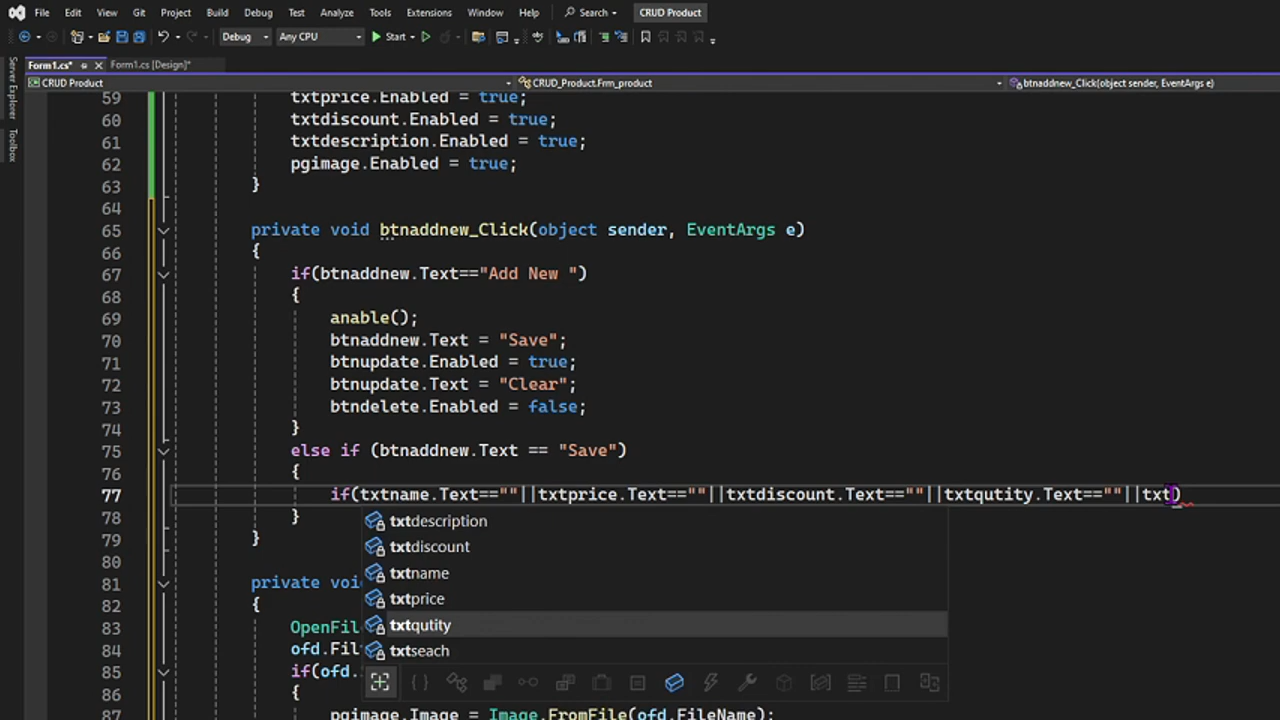 File Edit View Git Project Build Debug Test Analyze Tools Extensions Window Help Search CRUD Product
Debug Any CPU Start
Form1.cs* Form1.cs [Design]*
CRUD Product CRUD_Product.Frm_product btnaddnew_Click(object sender, EventArgs e)
Server Explorer
Toolbox
59 txtprice.Enabled = true;
60 txtdiscount.Enabled = true;
61 txtdescription.Enabled = true;
62 pgimage.Enabled = true;
63 }
64
65 private void btnaddnew_Click(object sender, EventArgs e)
66 {
67 if(btnaddnew.Text=="Add New ")
68 {
69 anable();
70 btnaddnew.Text = "Save";
71 btnupdate.Enabled = true;
72 btnupdate.Text = "Clear";
73 btndelete.Enabled = false;
74 }
75 else if (btnaddnew.Text == "Save")
76 {
77 if(txtname.Text==""||txtprice.Text==""||txtdiscount.Text==""||txtqutity.Text==""||txt)
78 }
79 }
80
81 private voi
82 {
83 OpenFil
84 ofd.Fil
85 if(ofd.
86 {
87 pgimage.Image = Image.FromFile(ofd.FileName);
txtdescription
txtdiscount
txtname
txtprice
txtqutity
txtseach